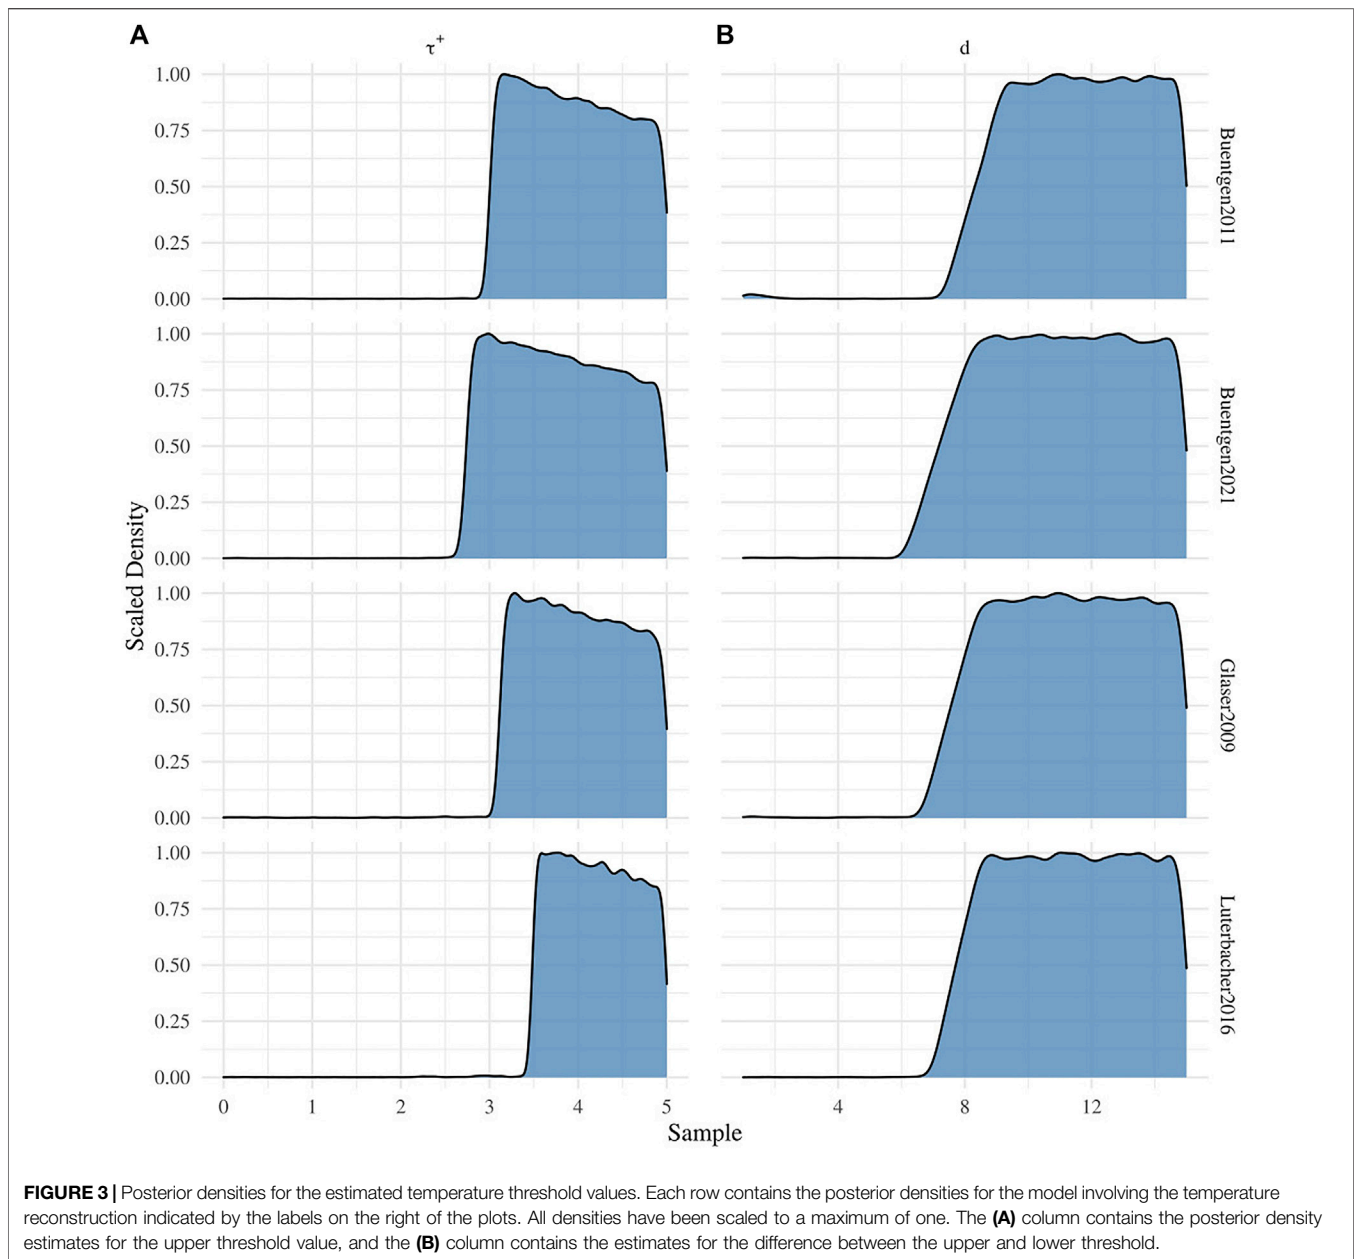 A
B
τ+
d
1.00
0.75
0.50
0.25
0.00
Buentgen2011
1.00
0.75
0.50
0.25
0.00
Buentgen2021
Scaled Density
1.00
0.75
0.50
0.25
0.00
Glaser2009
1.00
0.75
0.50
0.25
0.00
Luterbacher2016
0 1 2 3 4 5
4 8 12
Sample
FIGURE 3 | Posterior densities for the estimated temperature threshold values. Each row contains the posterior densities for the model involving the temperature
reconstruction indicated by the labels on the right of the plots. All densities have been scaled to a maximum of one. The (A) column contains the posterior density
estimates for the upper threshold value, and the (B) column contains the estimates for the difference between the upper and lower threshold.